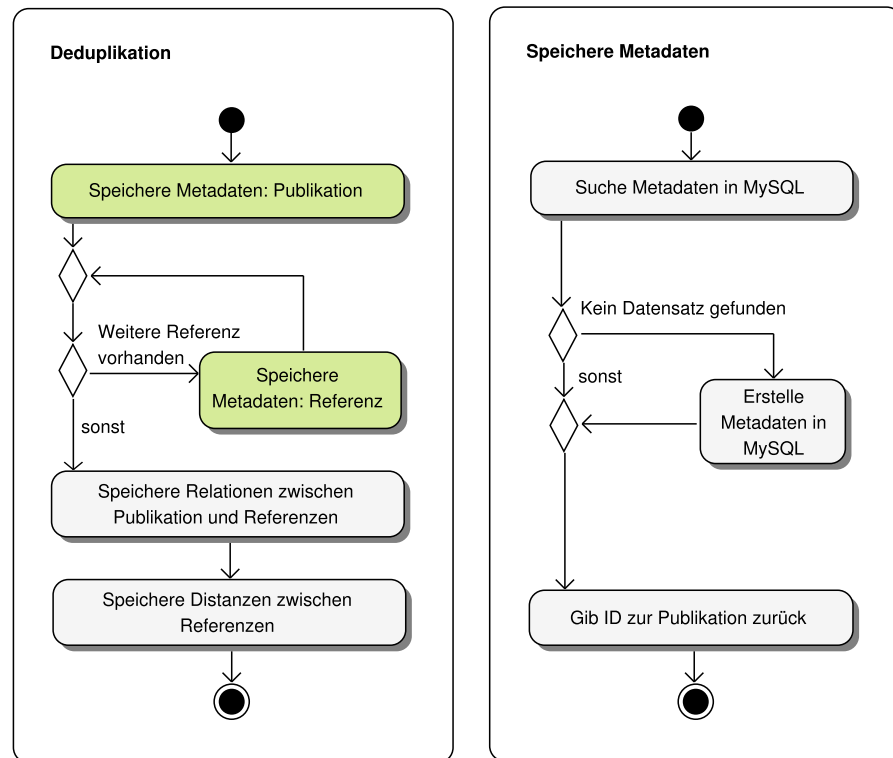 Deduplikation
Speichere Metadaten: Publikation
Weitere Referenz
vorhanden
Speichere
Metadaten: Referenz
sonst
Speichere Relationen zwischen
Publikation und Referenzen
Speichere Distanzen zwischen
Referenzen
Speichere Metadaten
Suche Metadaten in MySQL
Kein Datensatz gefunden
sonst
Erstelle
Metadaten in
MySQL
Gib ID zur Publikation zurück